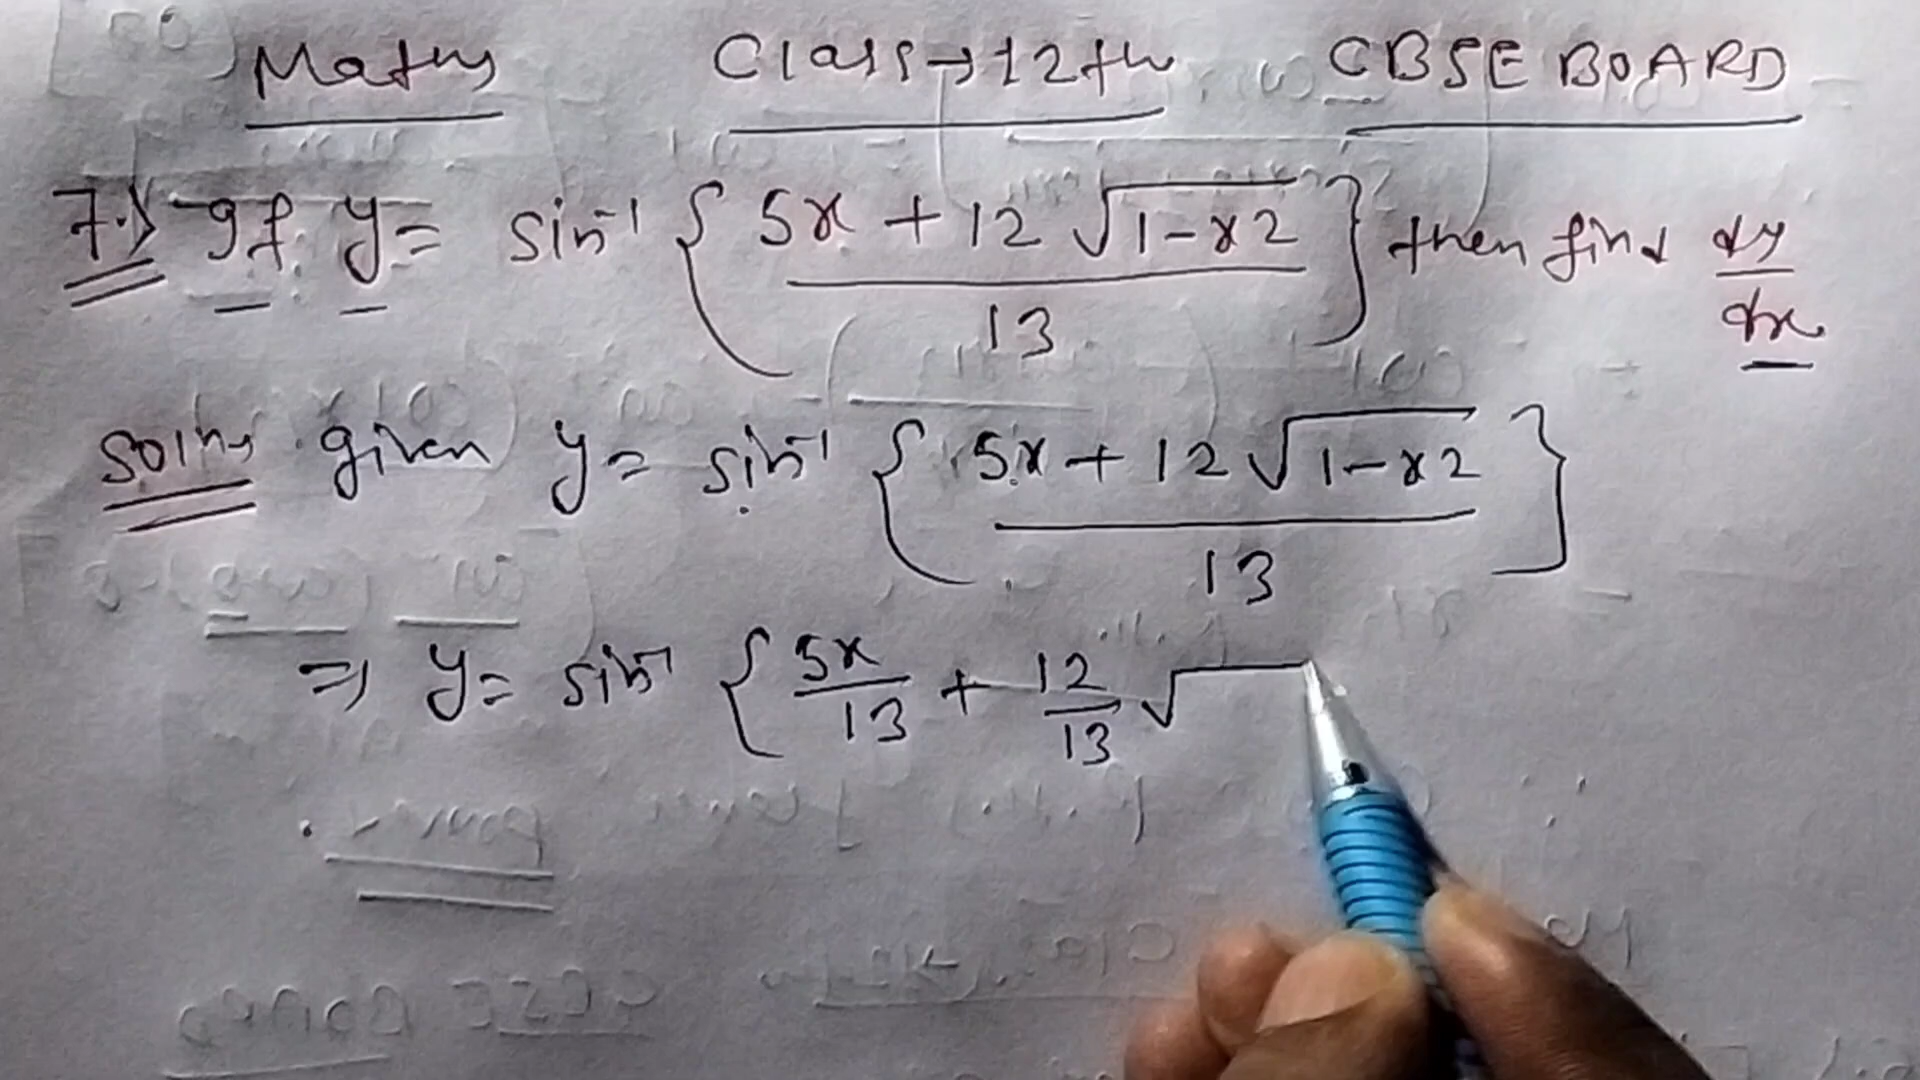 Maths Class→12th CBSE BOARD
7.) If y = sin⁻¹ { 5x + 12 √1-x2 / 13 } then find dy/dx
Solns given y = sin⁻¹ { 5x + 12 √1-x2 / 13 }
⇒ y = sin⁻¹ { 5x/13 + 12/13 √